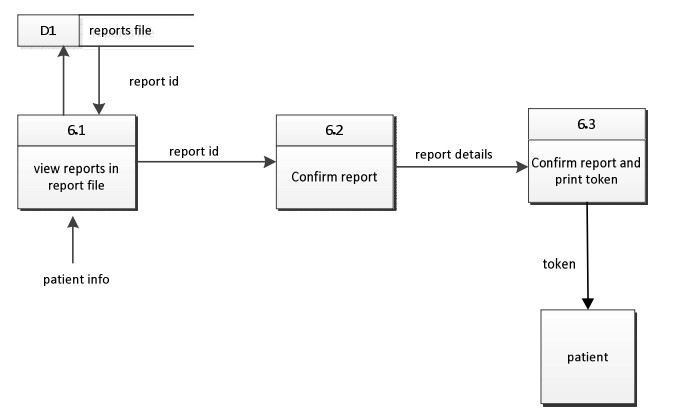 D1
reports file
report id
6.1
view reports in
report file
report id
6.2
Confirm report
report details
6.3
Confirm report and
print token
patient info
token
patient